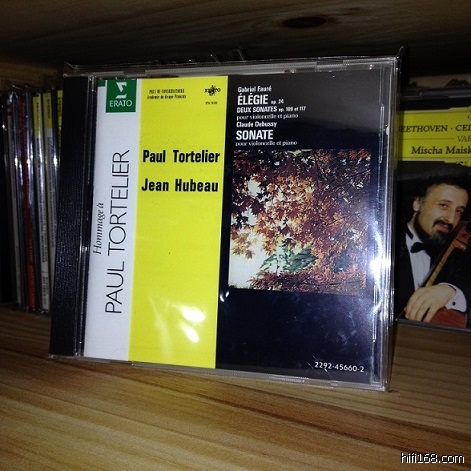 ERATO
Hommage à
PAUL TORTELIER
Paul Tortelier
Jean Hubeau
Gabriel Fauré
ÉLÉGIE op. 24
DEUX SONATES op. 109 et 117
pour violoncelle et piano
Claude Debussy
SONATE
pour violoncelle et piano
2292-45660-2
BEETHOVEN · CE
VAR
Mischa Maisk
hifi168.com